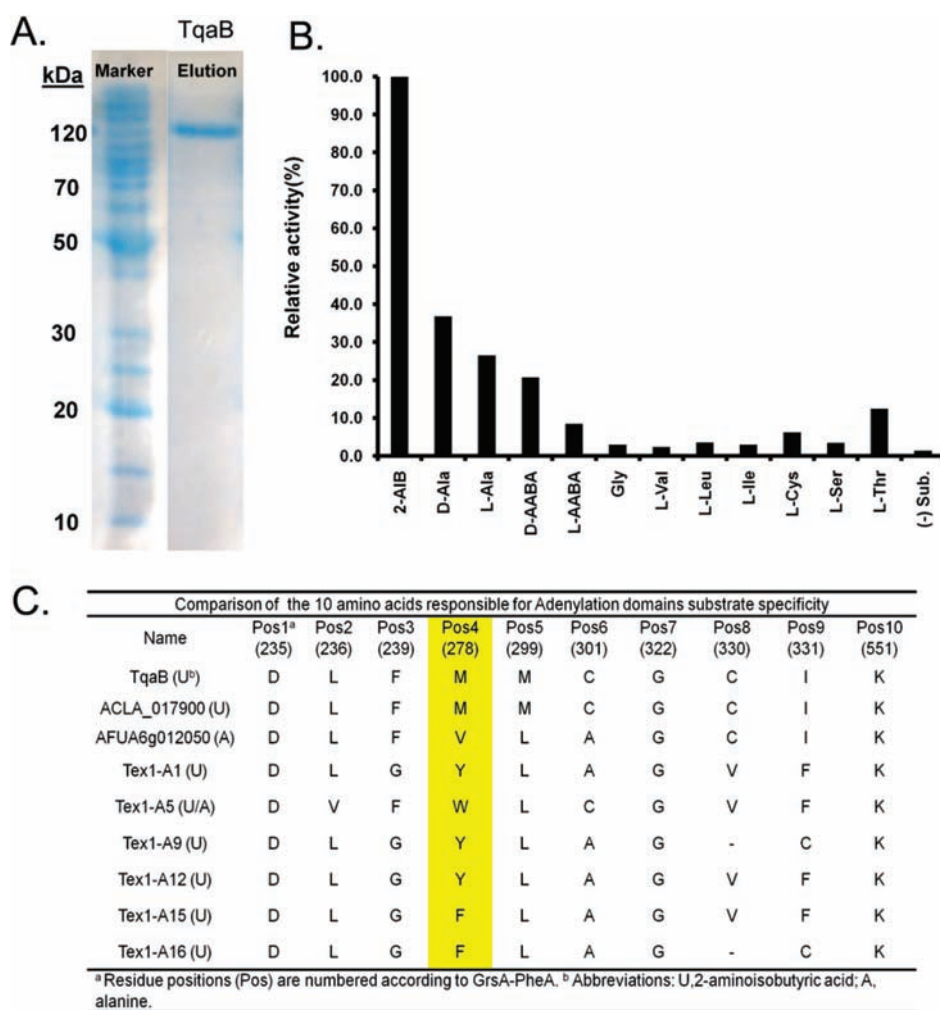 A.
TqaB
kDa
Marker
Elution
120
70
50
30
20
10
B.
Relative activity(%)
100.0
90.0
80.0
70.0
60.0
50.0
40.0
30.0
20.0
10.0
0.0
2-AIB
D-Ala
L-Ala
D-AABA
L-AABA
Gly
L-Val
L-Leu
L-Ile
L-Cys
L-Ser
L-Thr
(-) Sub.
C.
Comparison of the 10 amino acids responsible for Adenylation domains substrate specificity
Name Pos1ᵃ (235) Pos2 (236) Pos3 (239) Pos4 (278) Pos5 (299) Pos6 (301) Pos7 (322) Pos8 (330) Pos9 (331) Pos10 (551)
TqaB (Uᵇ) D L F M M C G C I K
ACLA_017900 (U) D L F M M C G C I K
AFUA6g012050 (A) D L F V L A G C I K
Tex1-A1 (U) D L G Y L A G V F K
Tex1-A5 (U/A) D V F W L C G V F K
Tex1-A9 (U) D L G Y L A G - C K
Tex1-A12 (U) D L G Y L A G V F K
Tex1-A15 (U) D L G F L A G V F K
Tex1-A16 (U) D L G F L A G - C K
ᵃ Residue positions (Pos) are numbered according to GrsA-PheA. ᵇ Abbreviations: U,2-aminoisobutyric acid; A,
alanine.